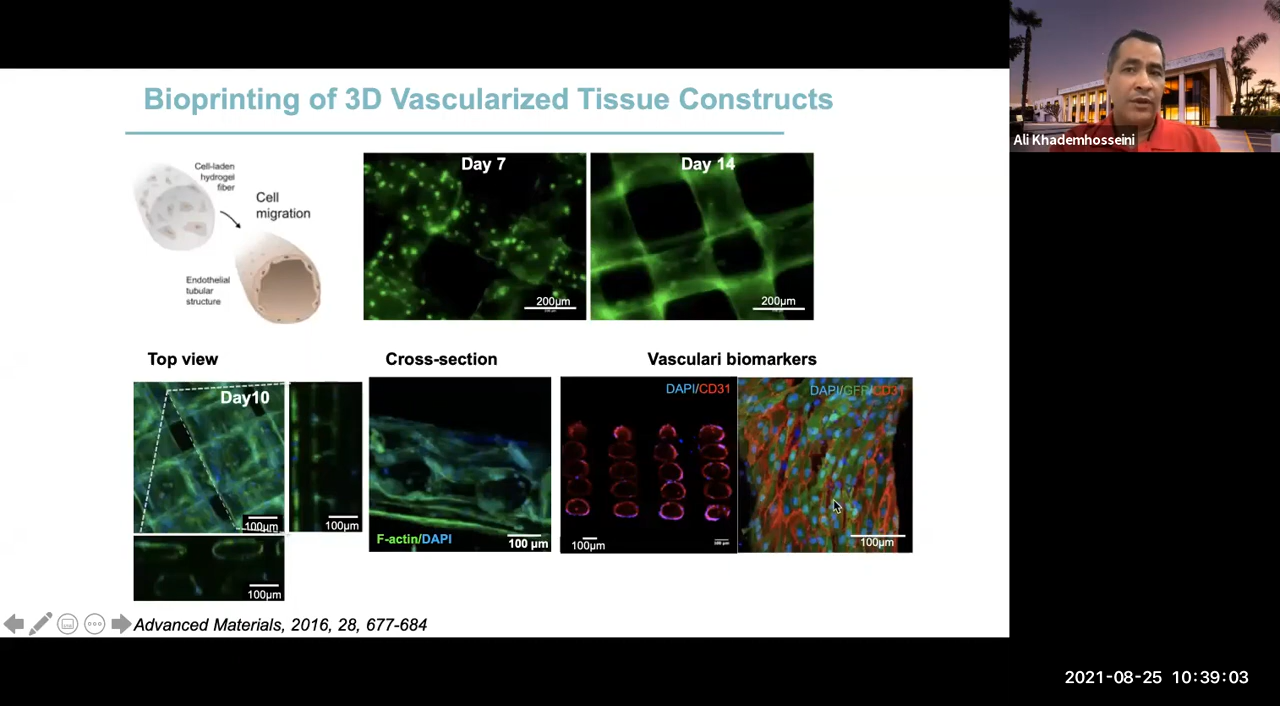 Bioprinting of 3D Vascularized Tissue Constructs
Ali Khademhosseini
Cell-laden
hydrogel
fiber
Cell
migration
Endothelial
tubular
structure
Day 7
200µm
Day 14
200µm
Top view
Cross-section
Vasculari biomarkers
Day10
100µm
100µm
100µm
F-actin/DAPI
100 µm
DAPI/CD31
100µm
DAPI/GFP/CD31
100µm
Advanced Materials, 2016, 28, 677-684
2021-08-25 10:39:03